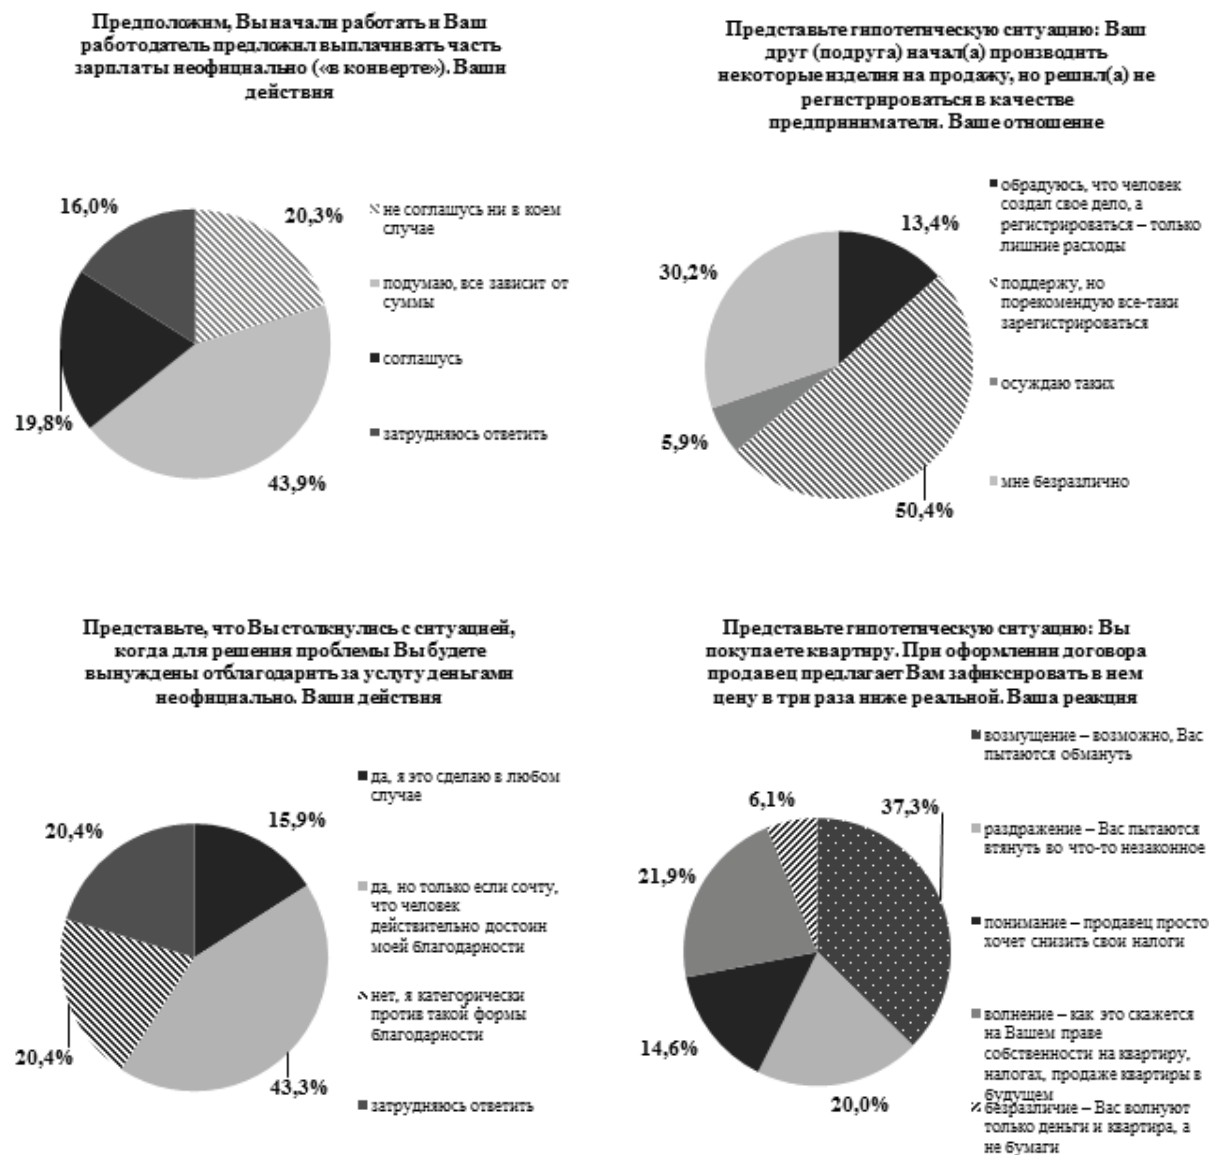 Предположим, Вы начали работать и Ваш
работодатель предложил выплачивать часть
зарплаты неофициально («в конверте»). Ваши
действия
16,0%
20,3%
19,8%
43,9%
не соглашусь ни в коем
случае
подумаю, все зависит от
суммы
соглашусь
затрудняюсь ответить
Представьте гипотетическую ситуацию: Ваш
друг (подруга) начал(а) производить
некоторые изделия на продажу, но решил(а) не
регистрироваться в качестве
предпринимателя. Ваше отношение
13,4%
30,2%
5,9%
50,4%
обрадуюсь, что человек
создал свое дело, а
регистрироваться – только
лишние расходы
поддержу, но
порекомендую все-таки
зарегистрироваться
осуждаю таких
мне безразлично
Представьте, что Вы столкнулись с ситуацией,
когда для решения проблемы Вы будете
вынуждены отблагодарить за услугу деньгами
неофициально. Ваши действия
20,4%
15,9%
20,4%
43,3%
да, я это сделаю в любом
случае
да, но только если сочту,
что человек
действительно достоин
моей благодарности
нет, я категорически
против такой формы
благодарности
затрудняюсь ответить
Представьте гипотетическую ситуацию: Вы
покупаете квартиру. При оформлении договора
продавец предлагает Вам зафиксировать в нем
цену в три раза ниже реальной. Ваша реакция
6,1%
37,3%
21,9%
14,6%
20,0%
возмущение – возможно, Вас
пытаются обмануть
раздражение – Вас пытаются
втянуть во что-то незаконное
понимание – продавец просто
хочет снизить свои налоги
волнение – как это скажется
на Вашем праве
собственности на квартиру,
налогах, продаже квартиры в
будущем
безразличие – Вас волнуют
только деньги и квартира, а
не бумаги